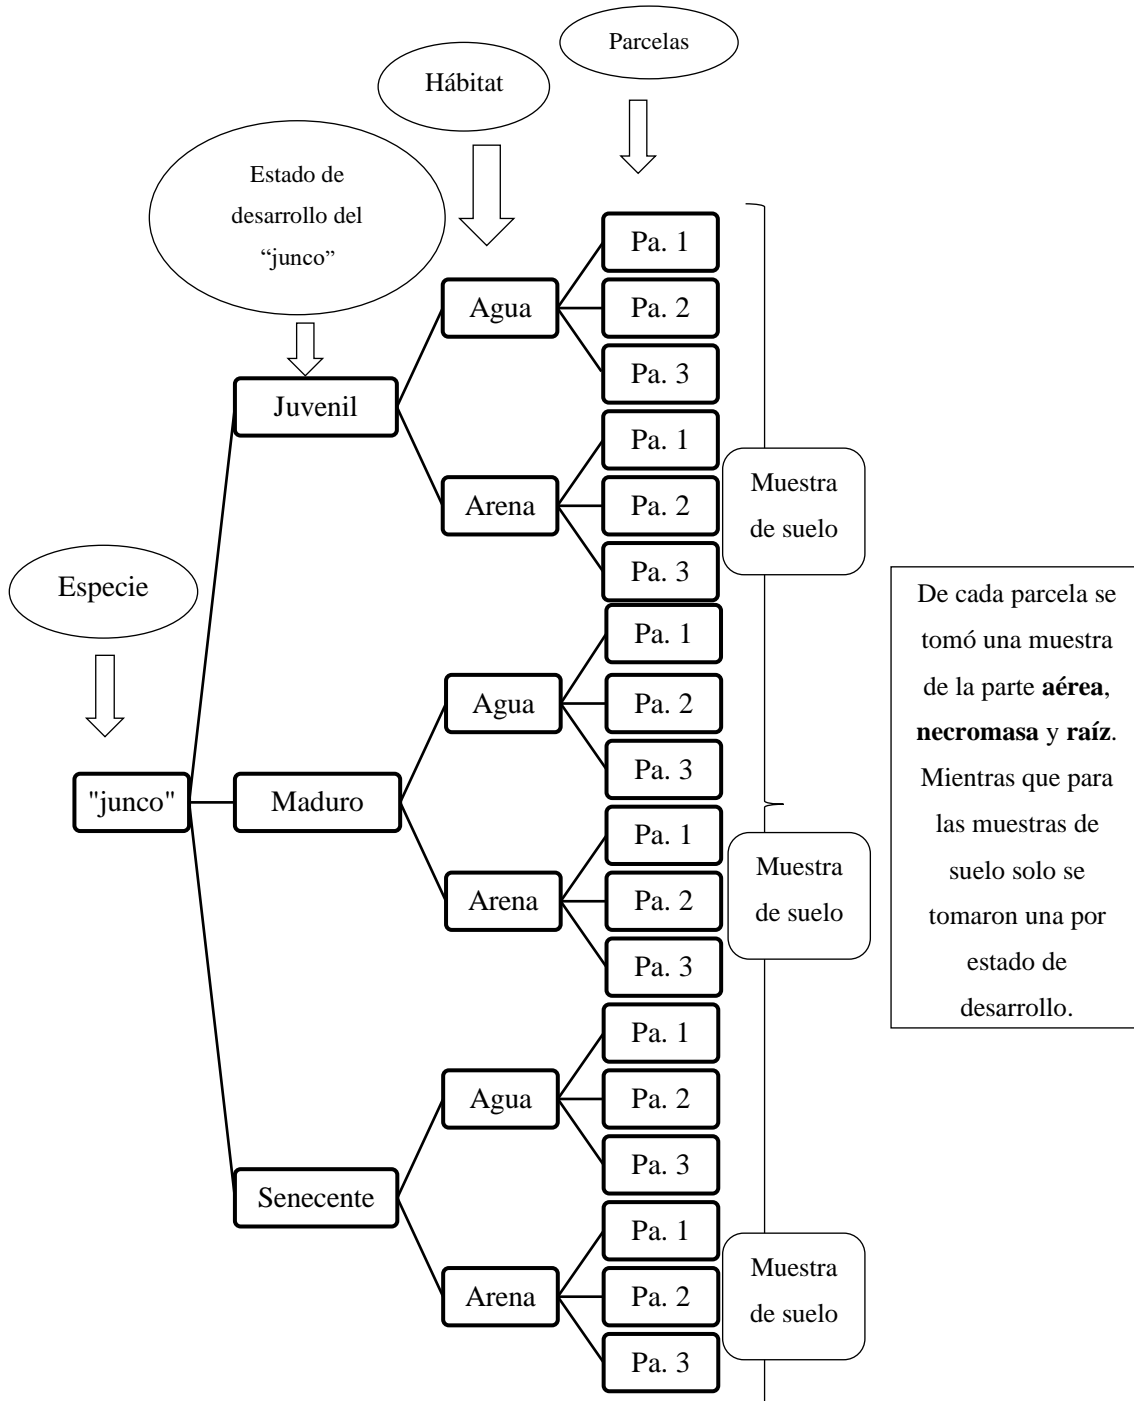 Parcelas
Hábitat
Estado de
desarrollo del
“junco”
Especie
"junco"
Juvenil
Agua
Pa. 1
Pa. 2
Pa. 3
Arena
Pa. 1
Pa. 2
Pa. 3
Muestra
de suelo
Maduro
Agua
Pa. 1
Pa. 2
Pa. 3
Arena
Pa. 1
Pa. 2
Pa. 3
Muestra
de suelo
Senecente
Agua
Pa. 1
Pa. 2
Pa. 3
Arena
Pa. 1
Pa. 2
Pa. 3
Muestra
de suelo
De cada parcela se
tomó una muestra
de la parte aérea,
necromasa y raíz.
Mientras que para
las muestras de
suelo solo se
tomaron una por
estado de
desarrollo.